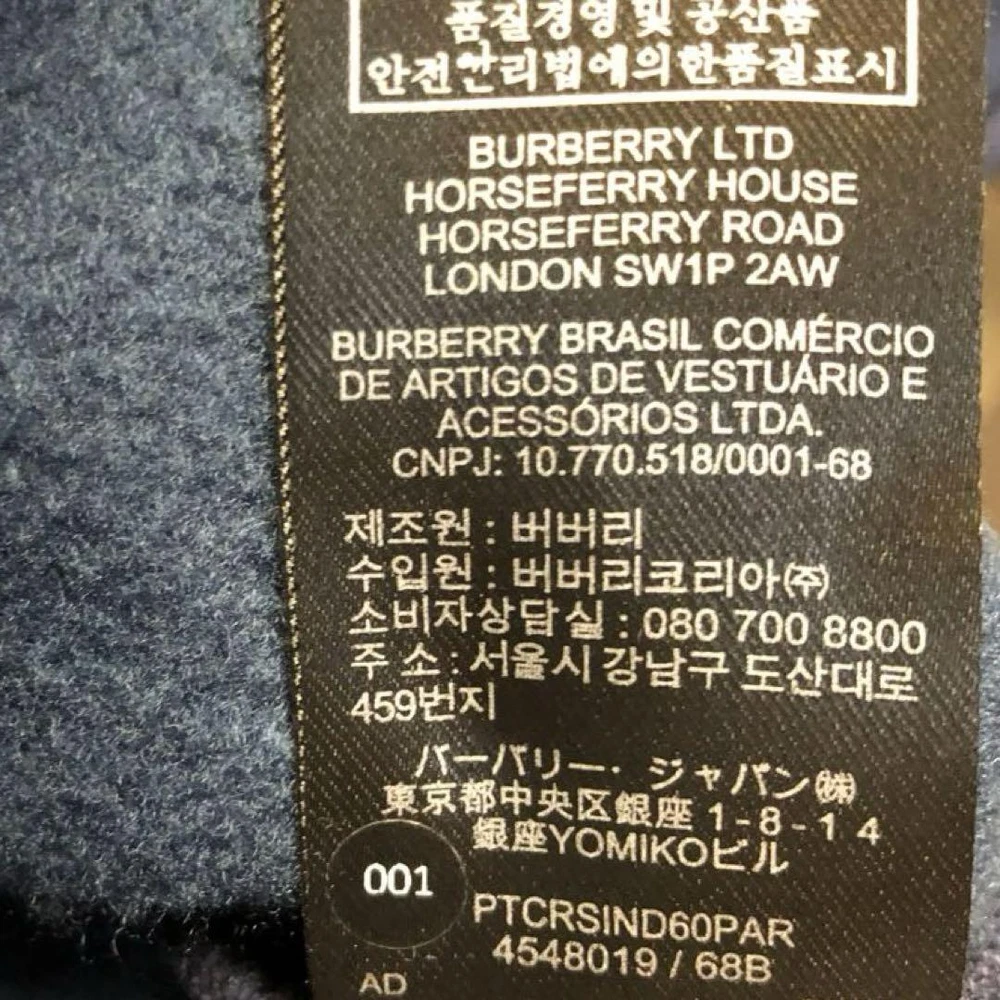 품질경영 및 공산품
안전관리법에의한품질표시
BURBERRY LTD
HORSEFERRY HOUSE
HORSEFERRY ROAD
LONDON SW1P 2AW
BURBERRY BRASIL COMÉRCIO
DE ARTIGOS DE VESTUÁRIO E
ACESSÓRIOS LTDA.
CNPJ: 10.770.518/0001-68
제조원 : 버버리
수입원 : 버버리코리아㈜
소비자상담실 : 080 700 8800
주 소 : 서울시 강남구 도산대로
459번지
バーバリー・ジャパン㈱
東京都中央区銀座 1-8-1 4
銀座YOMIKOビル
001
PTCRSIND60PAR
4548019 / 68B
AD